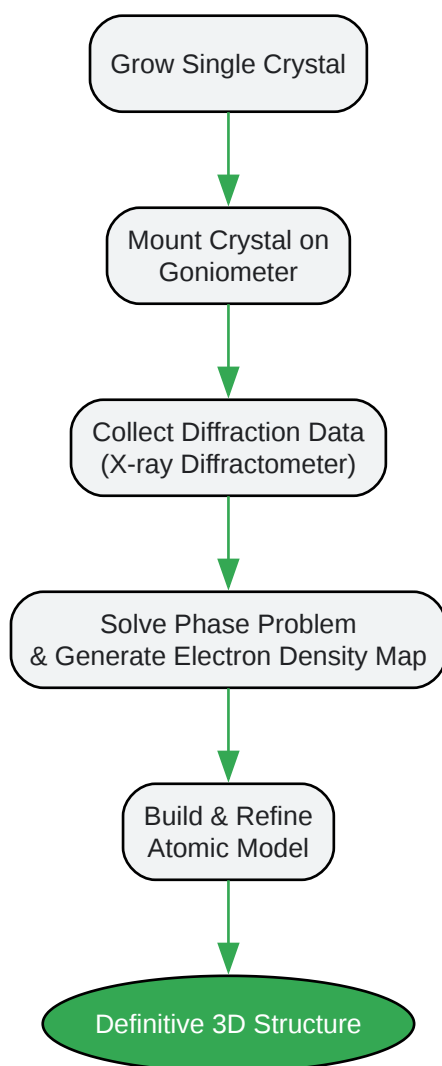 Grow Single Crystal
Mount Crystal on
Goniometer
Collect Diffraction Data
(X-ray Diffractometer)
Solve Phase Problem
& Generate Electron Density Map
Build & Refine
Atomic Model
Definitive 3D Structure